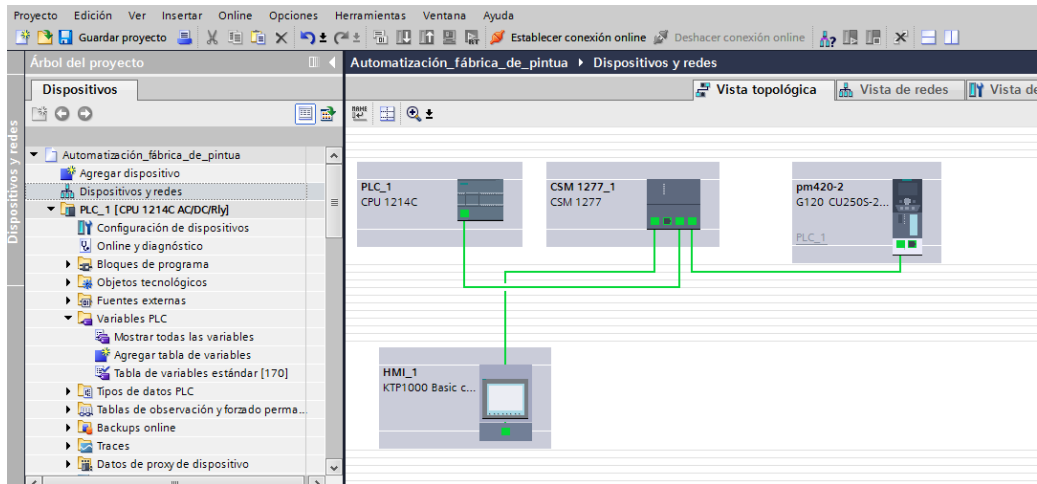 Proyecto Edición Ver Insertar Online Opciones Herramientas Ventana Ayuda
Guardar proyecto Establecer conexión online Deshacer conexión online
Árbol del proyecto
Automatización_fábrica_de_pintua Dispositivos y redes
Dispositivos
Vista topológica Vista de redes Vista de
Dispositivos y redes
Automatización_fábrica_de_pintua
Agregar dispositivo
Dispositivos y redes
PLC_1 [CPU 1214C AC/DC/Rly]
Configuración de dispositivos
Online y diagnóstico
Bloques de programa
Objetos tecnológicos
Fuentes externas
Variables PLC
Mostrar todas las variables
Agregar tabla de variables
Tabla de variables estándar [170]
Tipos de datos PLC
Tablas de observación y forzado perma...
Backups online
Traces
Datos de proxy de dispositivo
PLC_1
CPU 1214C
CSM 1277_1
CSM 1277
pm420-2
G120 CU250S-2...
PLC_1
HMI_1
KTP1000 Basic c...